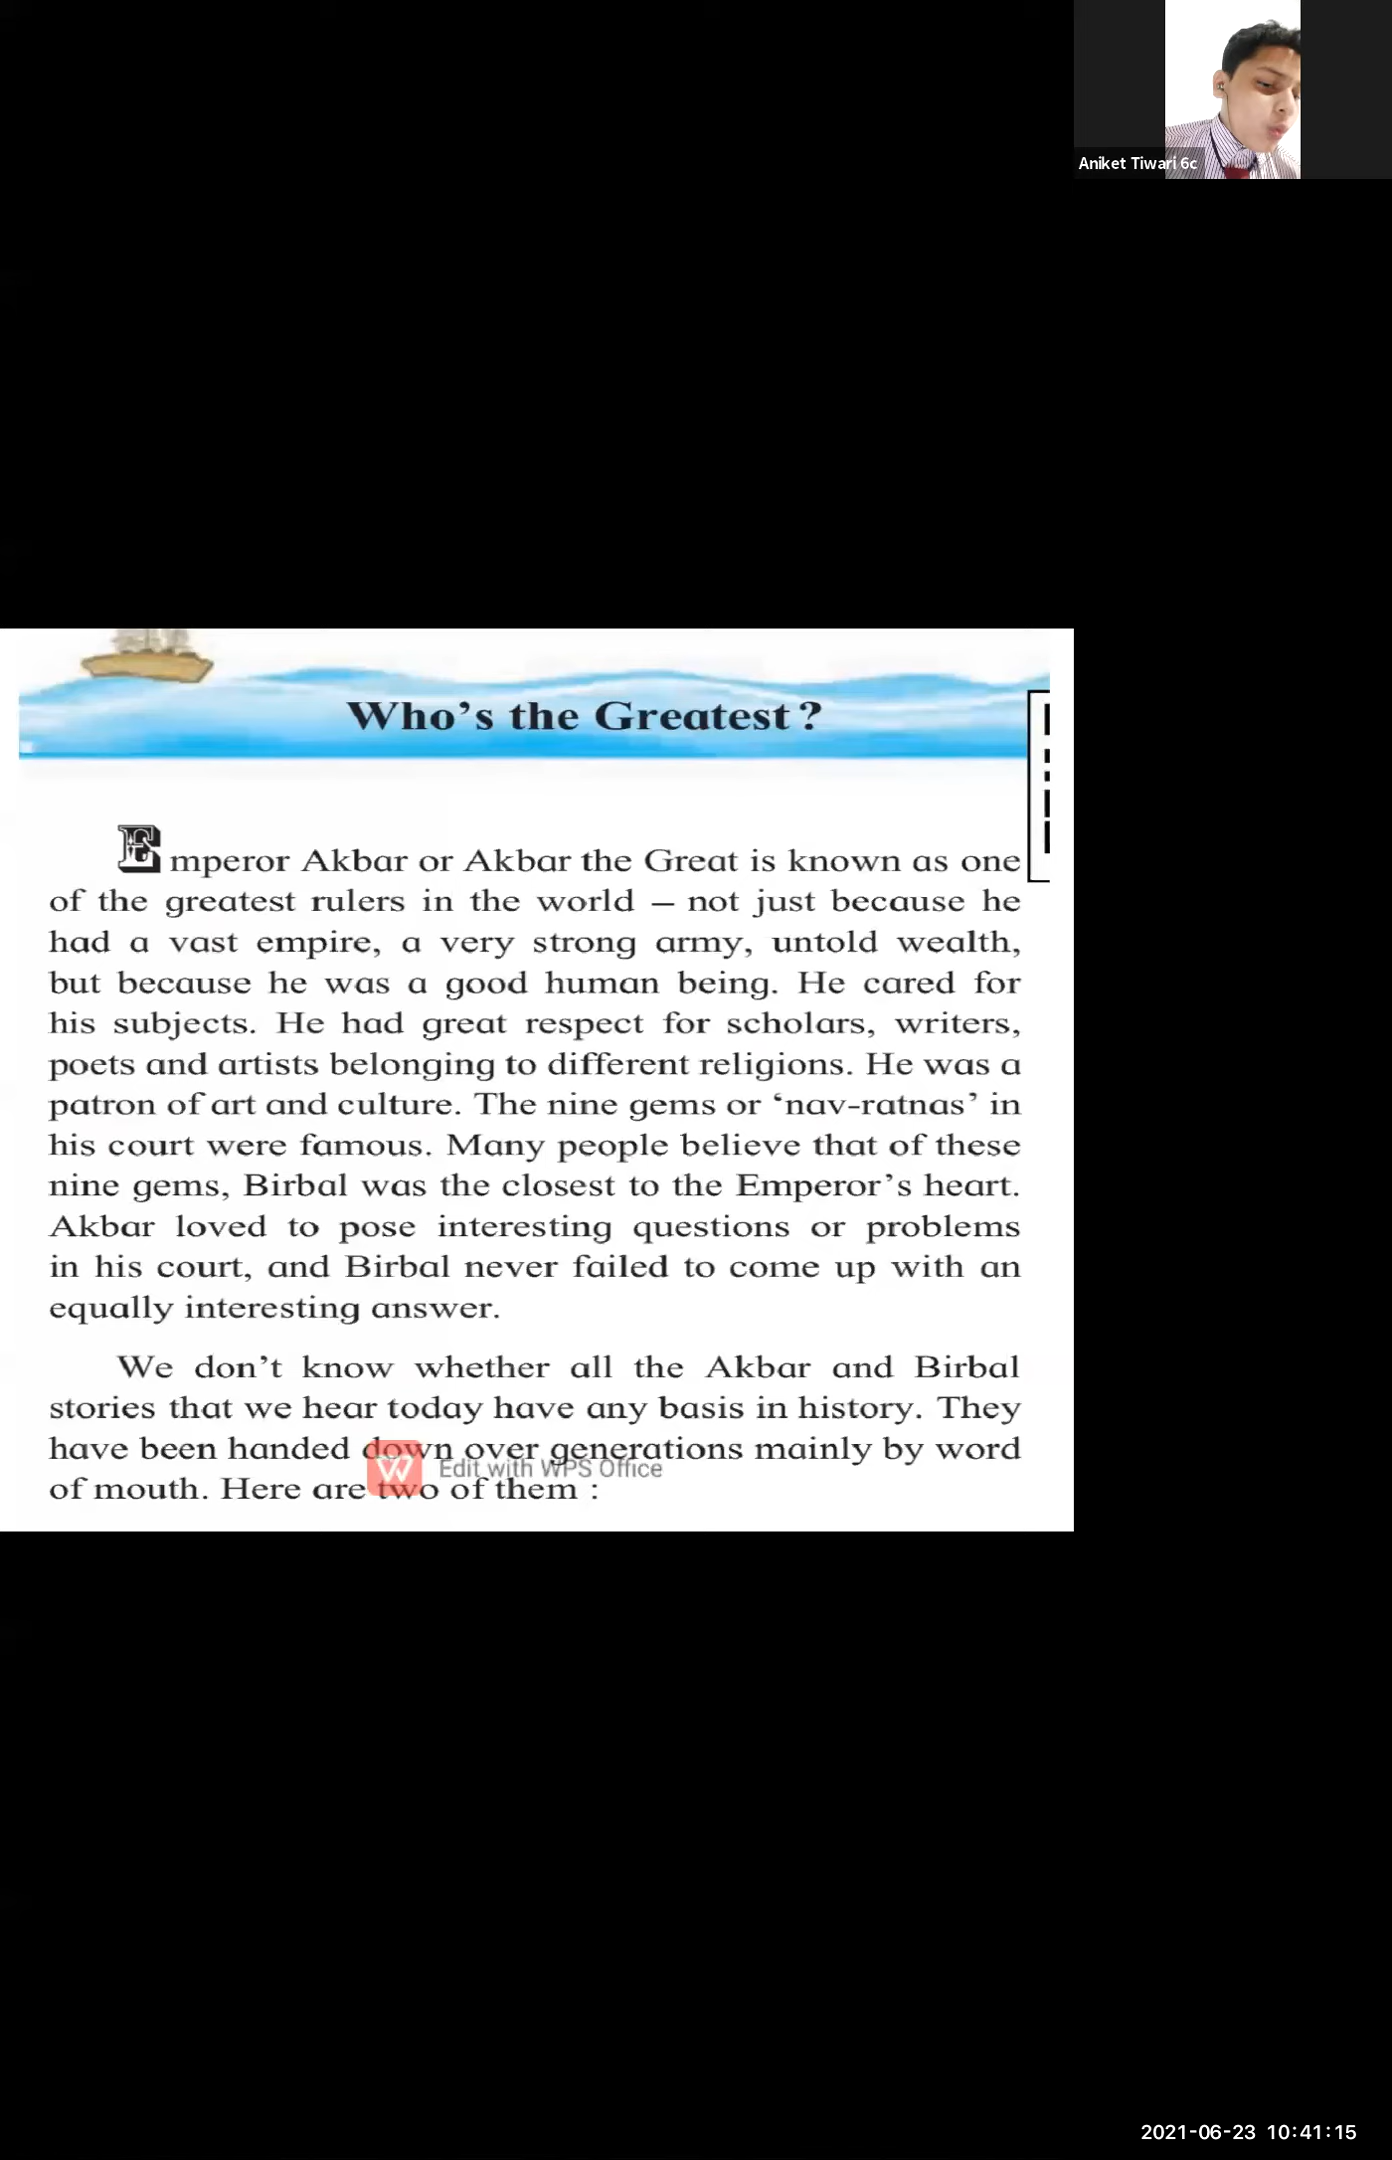 Aniket Tiwari 6c
Who's the Greatest?
Emperor Akbar or Akbar the Great is known as one
of the greatest rulers in the world – not just because he
had a vast empire, a very strong army, untold wealth,
but because he was a good human being. He cared for
his subjects. He had great respect for scholars, writers,
poets and artists belonging to different religions. He was a
patron of art and culture. The nine gems or ‘nav-ratnas’ in
his court were famous. Many people believe that of these
nine gems, Birbal was the closest to the Emperor’s heart.
Akbar loved to pose interesting questions or problems
in his court, and Birbal never failed to come up with an
equally interesting answer.
We don’t know whether all the Akbar and Birbal
stories that we hear today have any basis in history. They
have been handed down over generations mainly by word
Edit with WPS Office
of mouth. Here are two of them :
2021-06-23 10:41:15